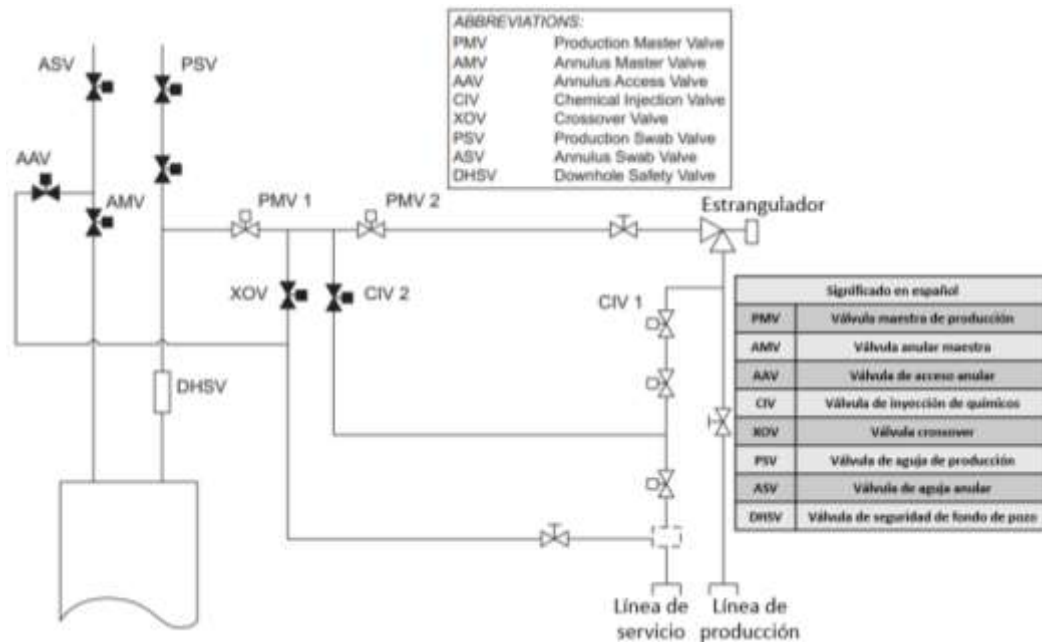 ABBREVIATIONS:
PMV Production Master Valve
AMV Annulus Master Valve
AAV Annulus Access Valve
CIV Chemical Injection Valve
XOV Crossover Valve
PSV Production Swab Valve
ASV Annulus Swab Valve
DHSV Downhole Safety Valve
ASV
PSV
AAV
AMV
PMV 1
PMV 2
Estrangulador
XOV
CIV 2
CIV 1
DHSV
Significado en español
PMV Válvula maestra de producción
AMV Válvula anular maestra
AAV Válvula de acceso anular
CIV Válvula de inyección de químicos
XOV Válvula crossover
PSV Válvula de aguja de producción
ASV Válvula de aguja anular
DHSV Válvula de seguridad de fondo de pozo
Línea de
servicio
Línea de
producción